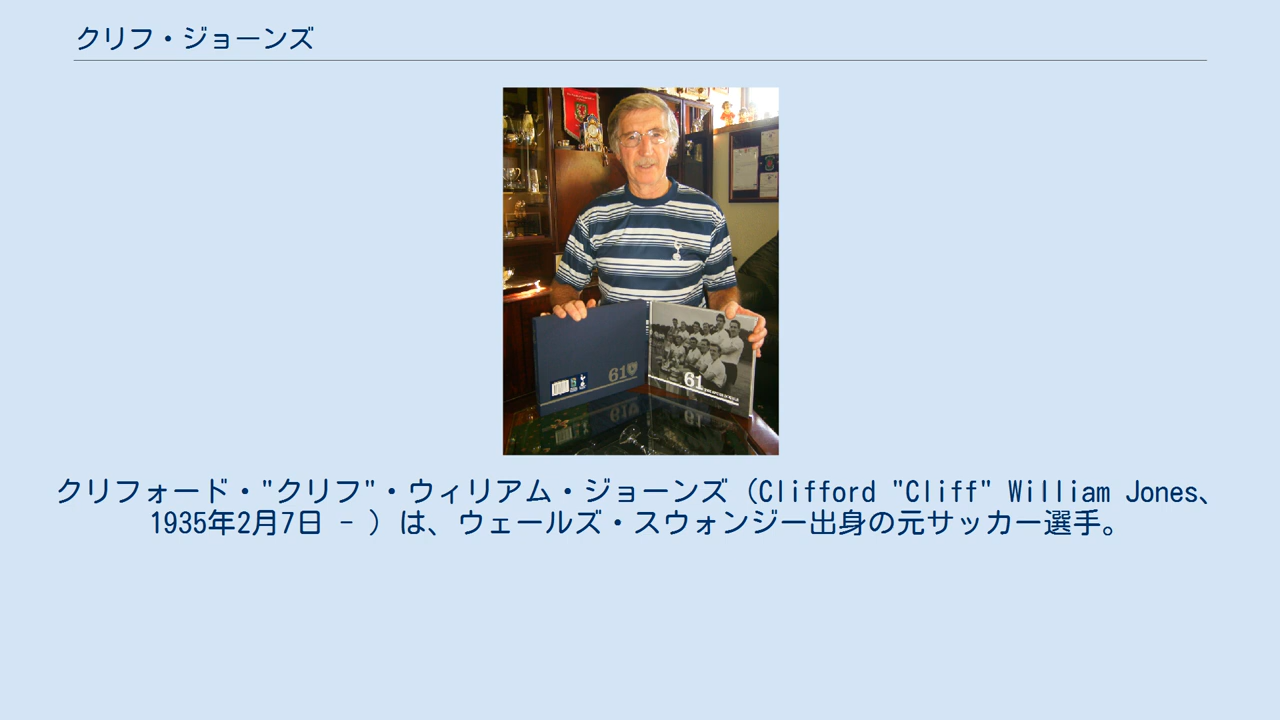 クリフ・ジョーンズ
61
61
クリフォード・"クリフ"・ウィリアム・ジョーンズ（Clifford "Cliff" William Jones、
1935年2月7日 - ）は、ウェールズ・スウォンジー出身の元サッカー選手。